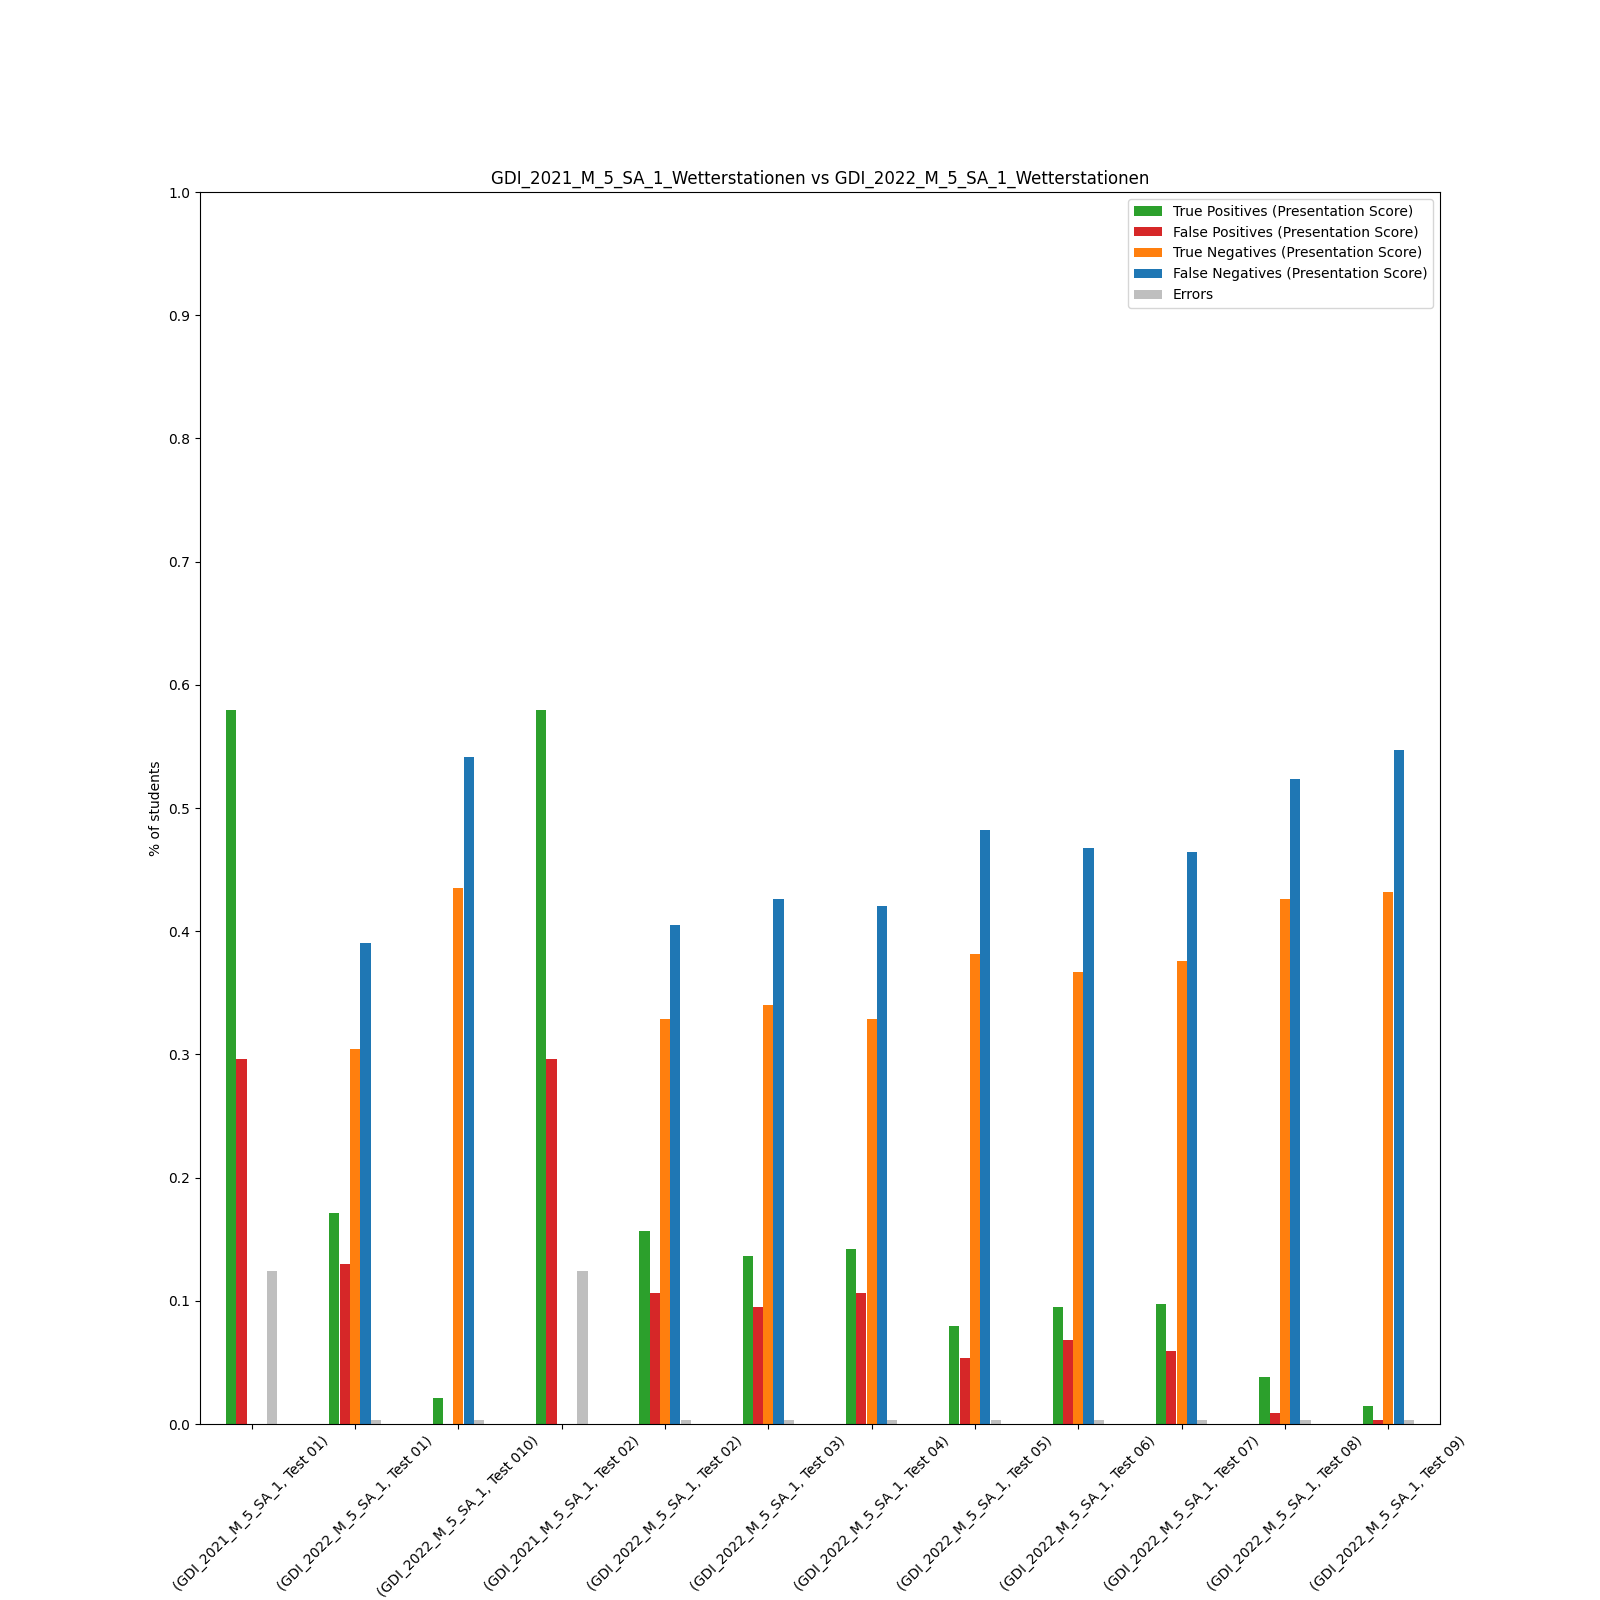 GDI_2021_M_5_SA_1_Wetterstationen vs GDI_2022_M_5_SA_1_Wetterstationen
True Positives (Presentation Score)
False Positives (Presentation Score)
True Negatives (Presentation Score)
False Negatives (Presentation Score)
Errors
% of students
1.0
0.9
0.8
0.7
0.6
0.5
0.4
0.3
0.2
0.1
0.0
(GDI_2021_M_5_SA_1, Test 01)
(GDI_2022_M_5_SA_1, Test 01)
(GDI_2022_M_5_SA_1, Test 010)
(GDI_2021_M_5_SA_1, Test 02)
(GDI_2022_M_5_SA_1, Test 02)
(GDI_2022_M_5_SA_1, Test 03)
(GDI_2022_M_5_SA_1, Test 04)
(GDI_2022_M_5_SA_1, Test 05)
(GDI_2022_M_5_SA_1, Test 06)
(GDI_2022_M_5_SA_1, Test 07)
(GDI_2022_M_5_SA_1, Test 08)
(GDI_2022_M_5_SA_1, Test 09)